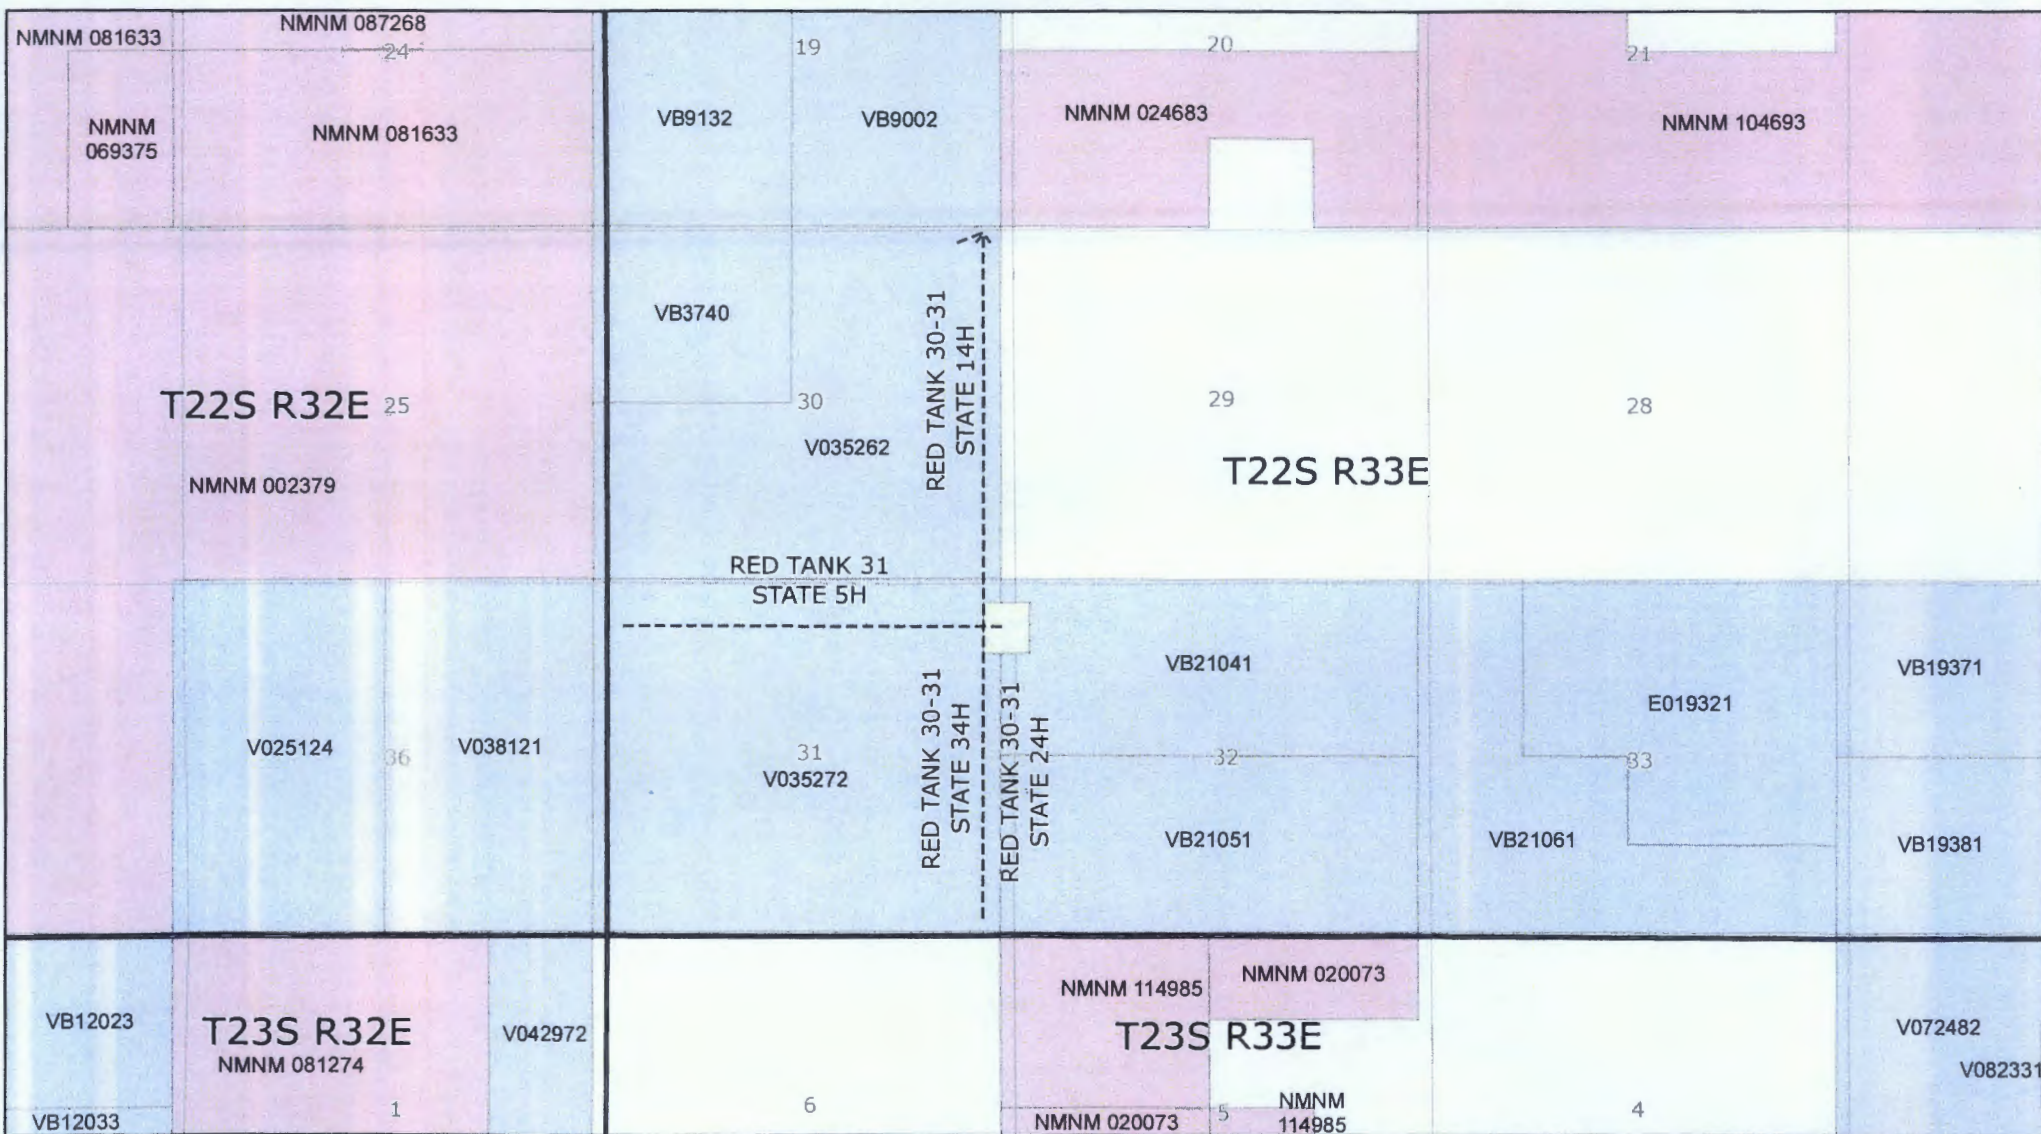 NMNM 081633
NMNM 087268
24
19
20
21
NMNM
069375
NMNM 081633
VB9132
VB9002
NMNM 024683
NMNM 104693
VB3740
RED TANK 30-31
STATE 14H
T22S R32E
25
30
29
28
V035262
T22S R33E
NMNM 002379
RED TANK 31
STATE 5H
VB21041
VB19371
E019321
V025124
36
V038121
31
V035272
RED TANK 30-31
STATE 34H
RED TANK 30-31
STATE 24H
32
33
VB21051
VB21061
VB19381
NMNM 114985
NMNM 020073
VB12023
T23S R32E
V042972
T23S R33E
V072482
NMNM 081274
V082331
VB12033
1
6
NMNM 020073
5
NMNM
114985
4